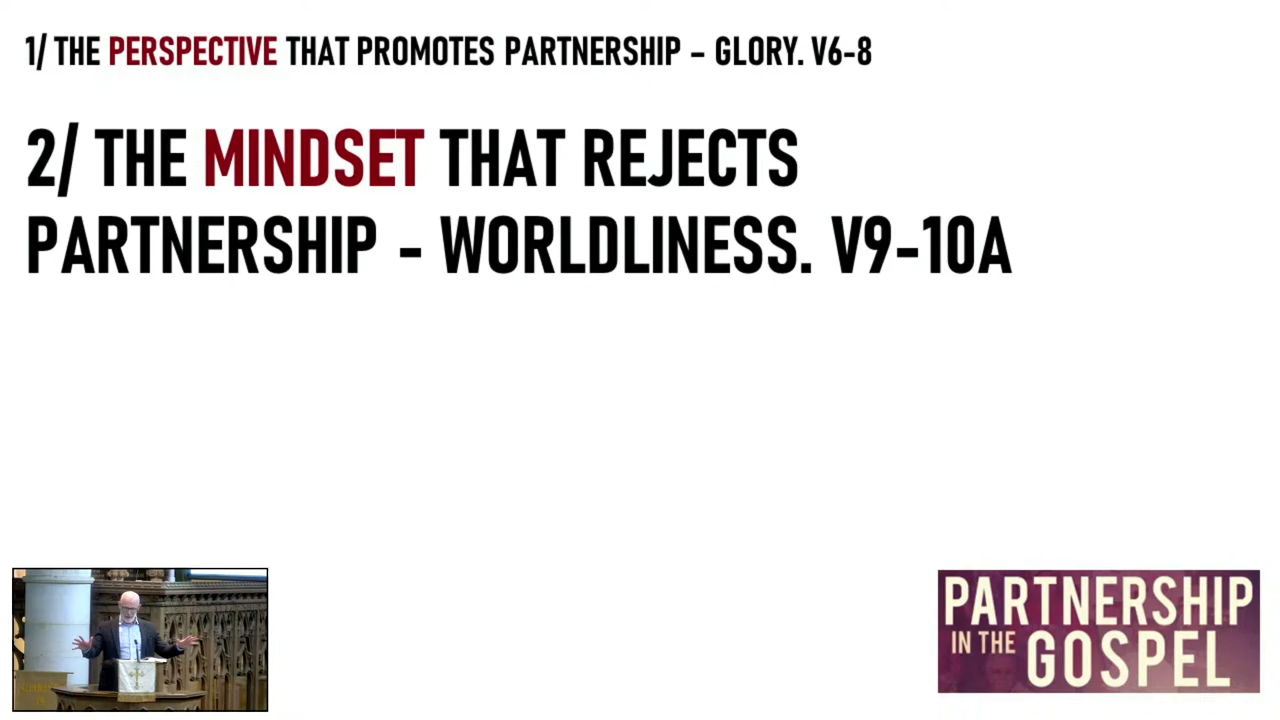 1/ THE PERSPECTIVE THAT PROMOTES PARTNERSHIP – GLORY. V6-8
2/ THE MINDSET THAT REJECTS
PARTNERSHIP - WORLDLINESS. V9-10A
PARTNERSHIP
IN THE GOSPEL